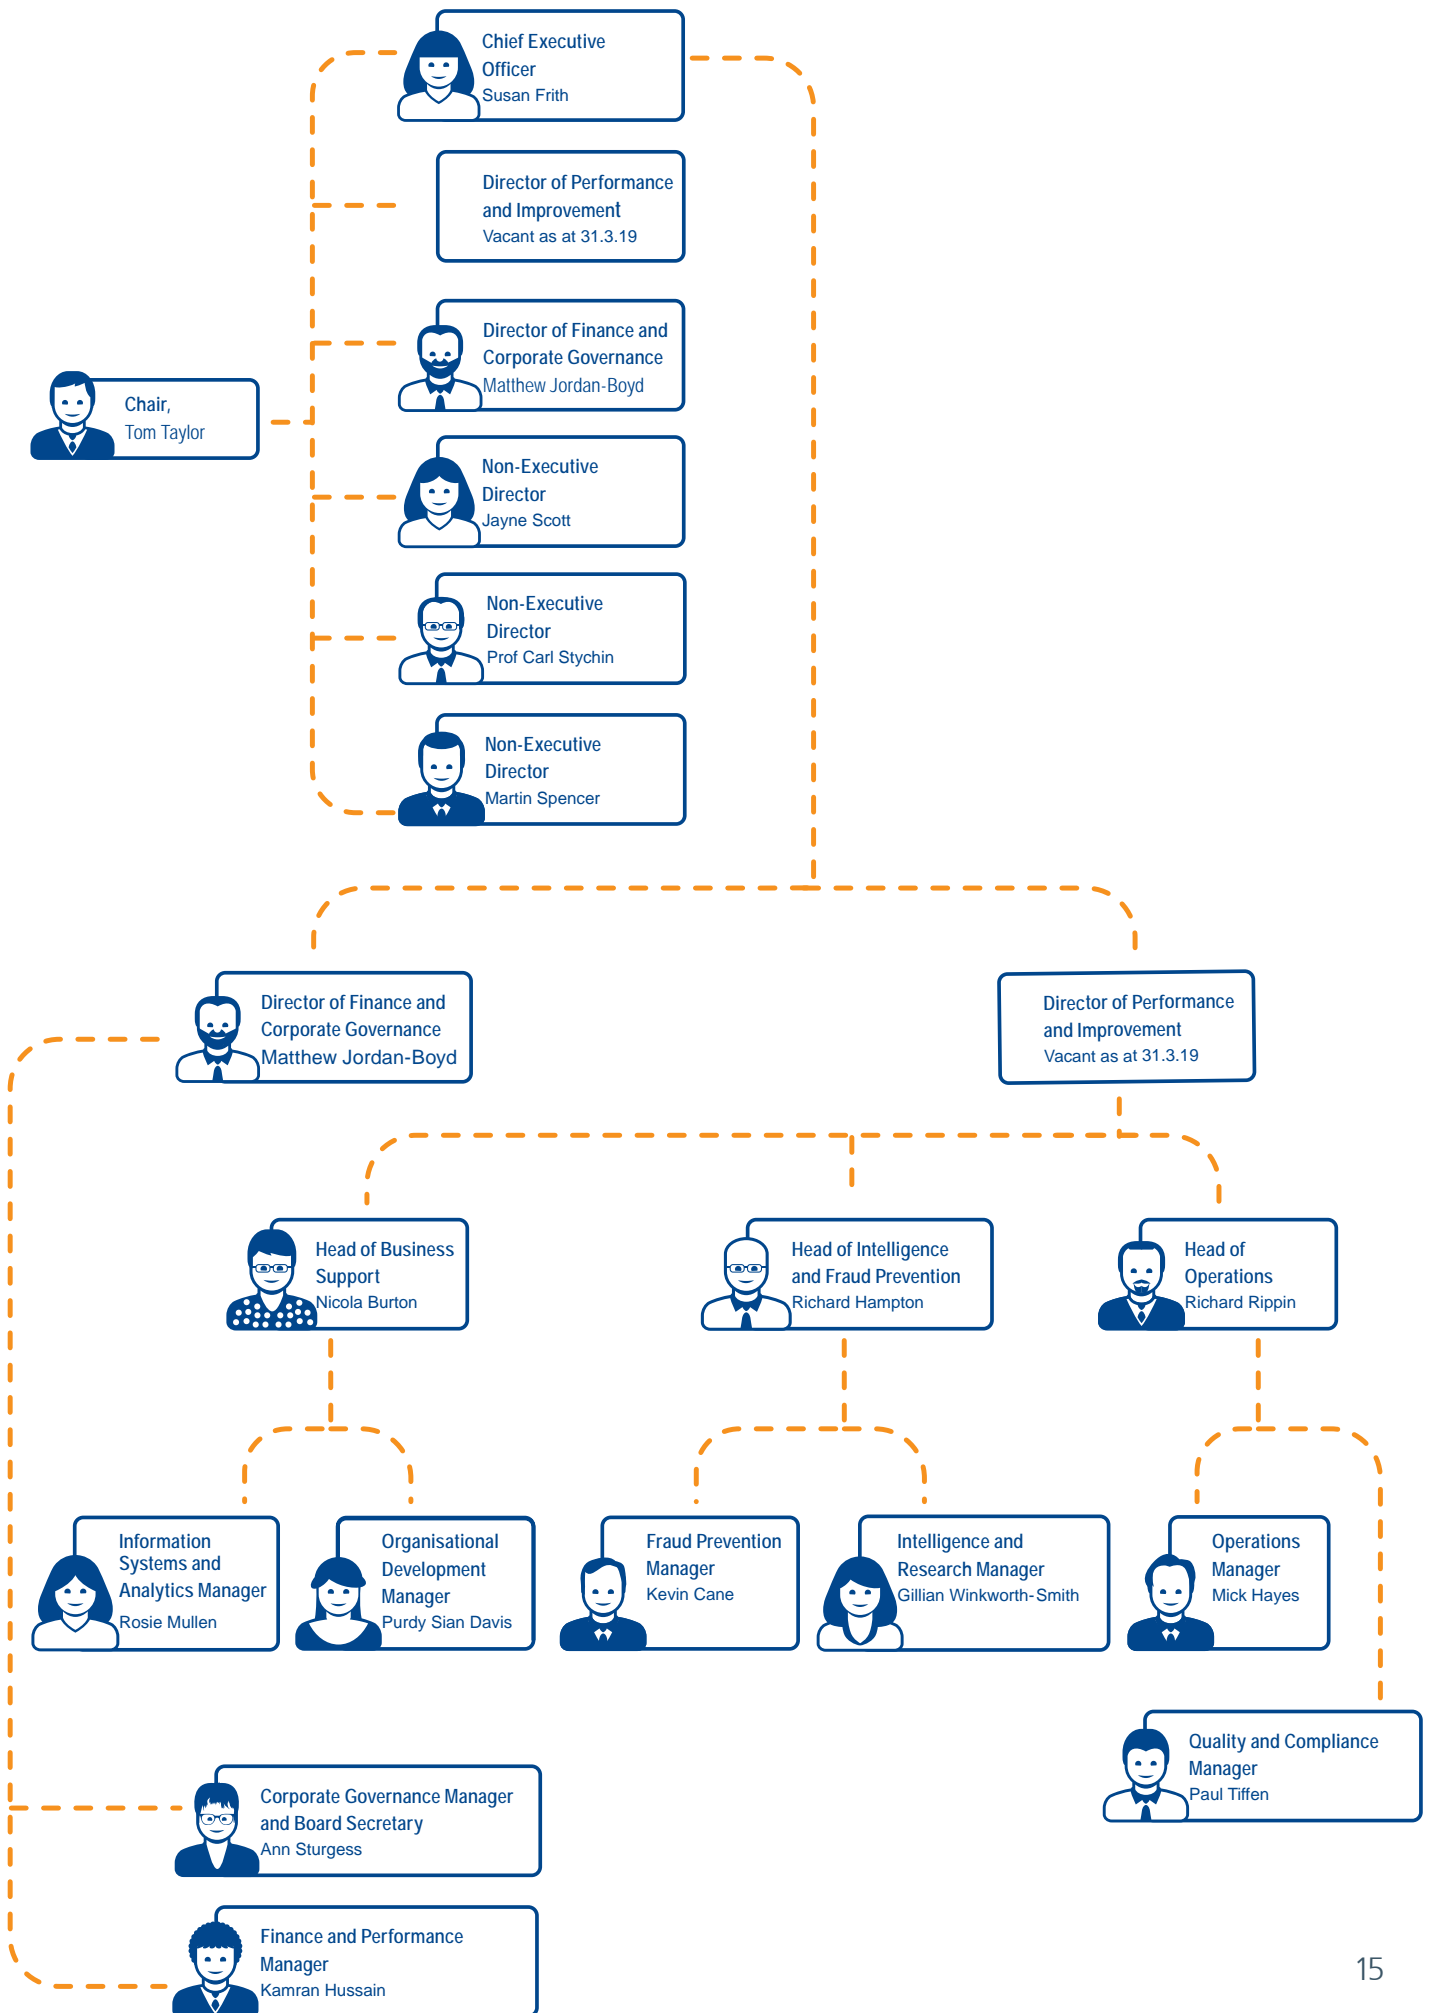 Chief Executive
Officer
Susan Frith
Director of Performance
and Improvement
Vacant as at 31.3.19
Director of Finance and
Corporate Governance
Matthew Jordan-Boyd
Chair,
Tom Taylor
Non-Executive
Director
Jayne Scott
Non-Executive
Director
Prof Carl Stychin
Non-Executive
Director
Martin Spencer
Director of Finance and
Corporate Governance
Matthew Jordan-Boyd
Director of Performance
and Improvement
Vacant as at 31.3.19
Head of Business
Support
Nicola Burton
Head of Intelligence
and Fraud Prevention
Richard Hampton
Head of
Operations
Richard Rippin
Information
Systems and
Analytics Manager
Rosie Mullen
Organisational
Development
Manager
Purdy Sian Davis
Fraud Prevention
Manager
Kevin Cane
Intelligence and
Research Manager
Gillian Winkworth-Smith
Operations
Manager
Mick Hayes
Quality and Compliance
Manager
Paul Tiffen
Corporate Governance Manager
and Board Secretary
Ann Sturgess
Finance and Performance
Manager
Kamran Hussain
15